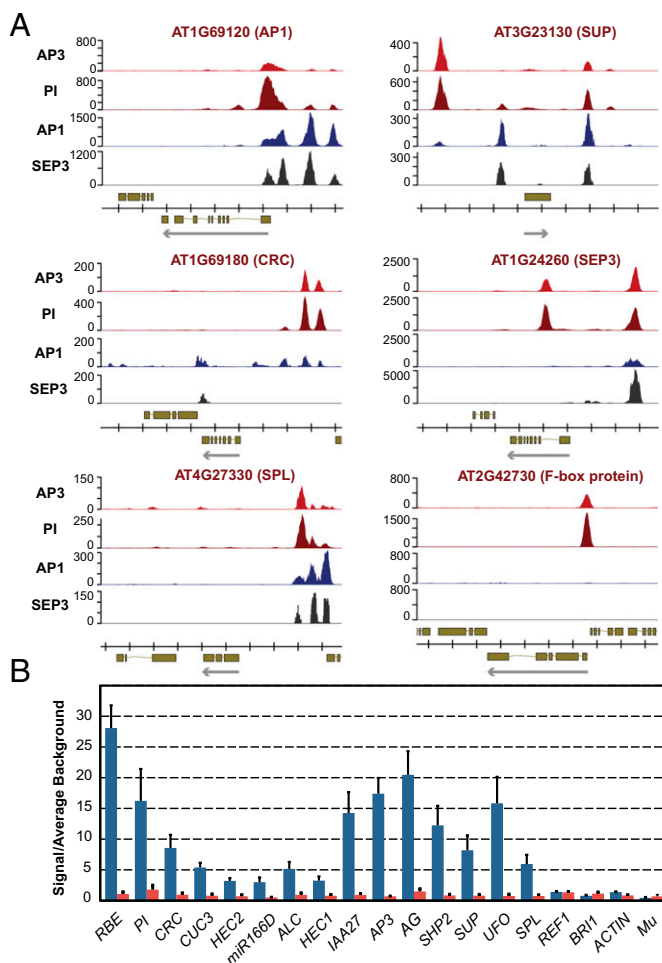 A
AT1G69120 (AP1)
AP3
800
0
PI
800
0
AP1
1500
0
SEP3
1200
0
AT3G23130 (SUP)
400
0
600
0
300
0
300
0
AT1G69180 (CRC)
AP3
200
0
PI
400
0
AP1
200
0
SEP3
200
0
AT1G24260 (SEP3)
2500
0
2500
0
2500
0
5000
0
AT4G27330 (SPL)
AP3
150
0
PI
250
0
AP1
300
0
SEP3
150
0
AT2G42730 (F-box protein)
800
0
1500
0
800
0
800
0
B
Signal/Average Background
30
25
20
15
10
5
0
RBE
PI
CRC
CUC3
HEC2
miR166D
ALC
HEC1
IAA27
AP3
AG
SHP2
SUP
UFO
SPL
REF1
BRI1
ACTIN
Mu